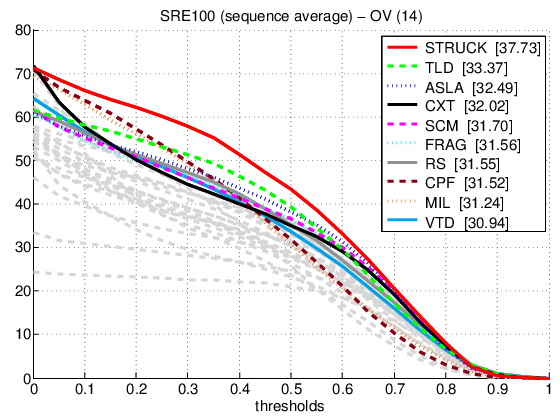 SRE100 (sequence average) – OV (14)
80
70
60
50
40
30
20
10
0
STRUCK [37.73]
TLD [33.37]
ASLA [32.49]
CXT [32.02]
SCM [31.70]
FRAG [31.56]
RS [31.55]
CPF [31.52]
MIL [31.24]
VTD [30.94]
0 0.1 0.2 0.3 0.4 0.5 0.6 0.7 0.8 0.9 1
thresholds